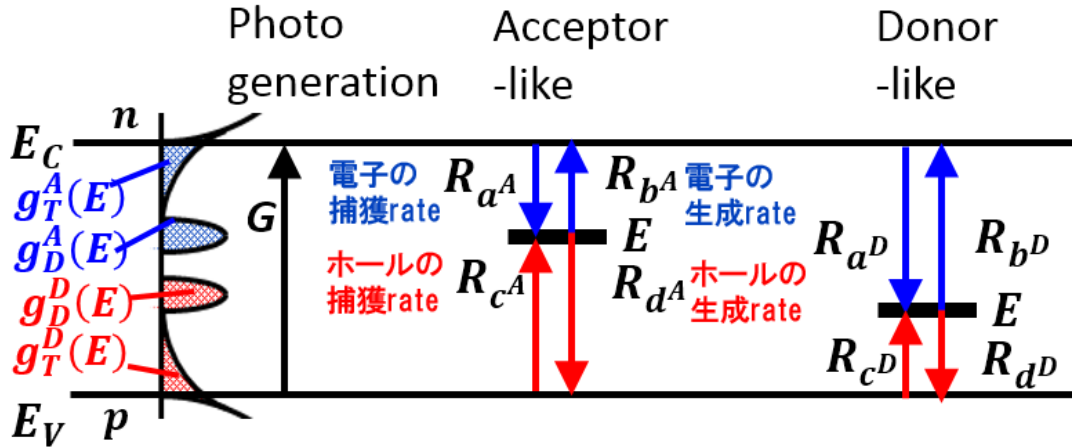 Photo
generation
Acceptor
-like
Donor
-like
n
E_C
g_T^A(E)
g_D^A(E)
g_D^D(E)
g_T^D(E)
E_V
p
G
電子の
捕獲rate
ホールの
捕獲rate
R_{a^A}
R_{b^A}
E
R_{c^A}
R_{d^A}
電子の
生成rate
ホールの
生成rate
R_{a^D}
R_{b^D}
E
R_{c^D}
R_{d^D}